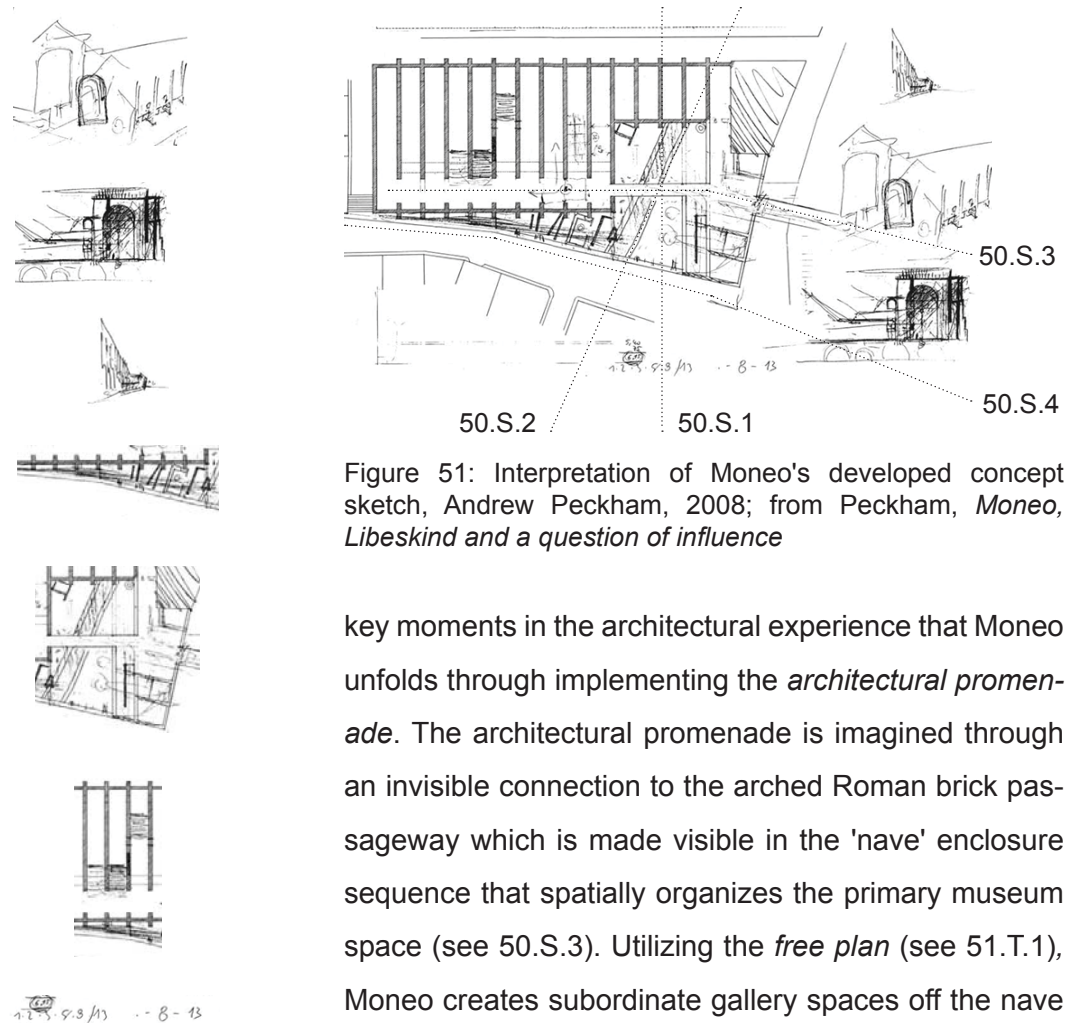 50.S.3
50.S.4
50.S.2
50.S.1
Figure 51: Interpretation of Moneo's developed concept
sketch, Andrew Peckham, 2008; from Peckham, Moneo,
Libeskind and a question of influence
key moments in the architectural experience that Moneo
unfolds through implementing the architectural promen-
ade. The architectural promenade is imagined through
an invisible connection to the arched Roman brick pas-
sageway which is made visible in the 'nave' enclosure
sequence that spatially organizes the primary museum
space (see 50.S.3). Utilizing the free plan (see 51.T.1),
Moneo creates subordinate gallery spaces off the nave